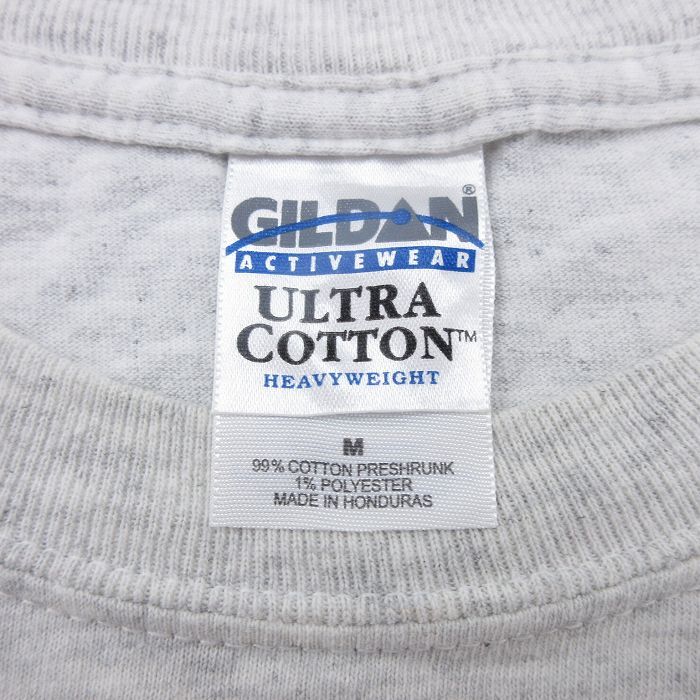 GILDAN®
ACTIVEWEAR
ULTRA
COTTON™
HEAVYWEIGHT
M
99% COTTON PRESHRUNK
1% POLYESTER
MADE IN HONDURAS